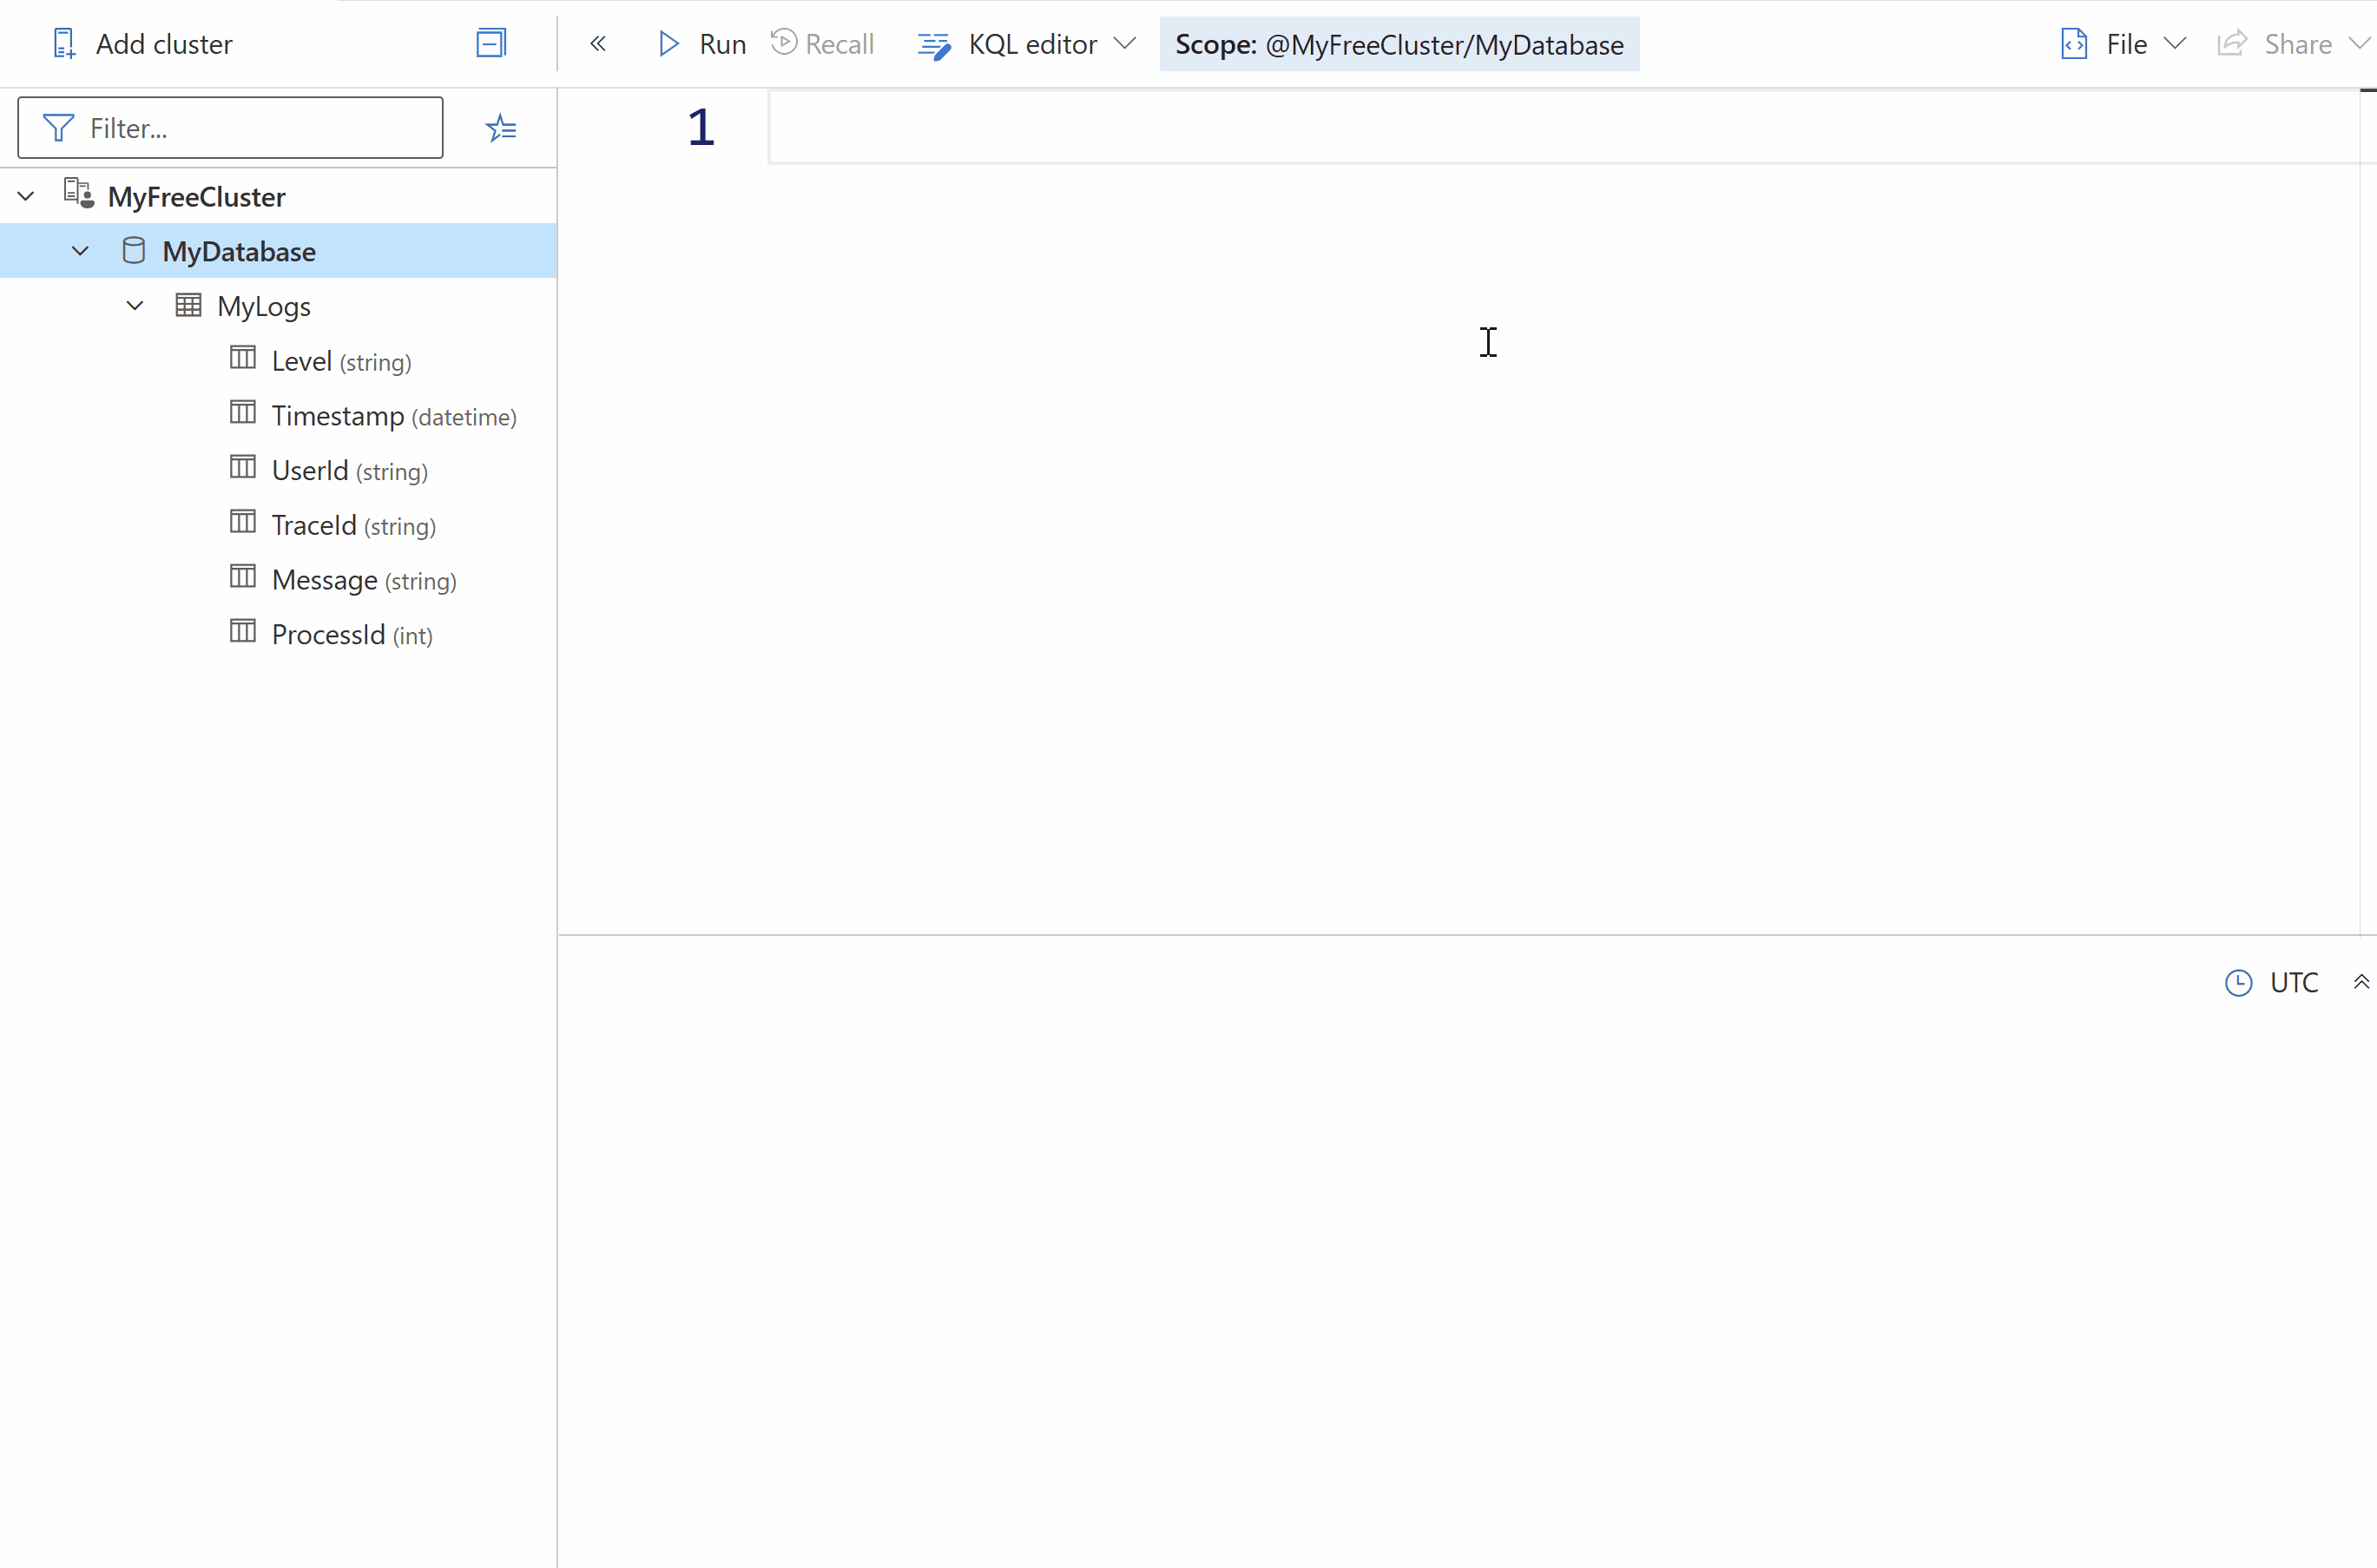 Add cluster
Run Recall KQL editor Scope: @MyFreeCluster/MyDatabase File Share
Filter...
1
MyFreeCluster
MyDatabase
MyLogs
Level (string)
Timestamp (datetime)
UserId (string)
TraceId (string)
Message (string)
ProcessId (int)
UTC